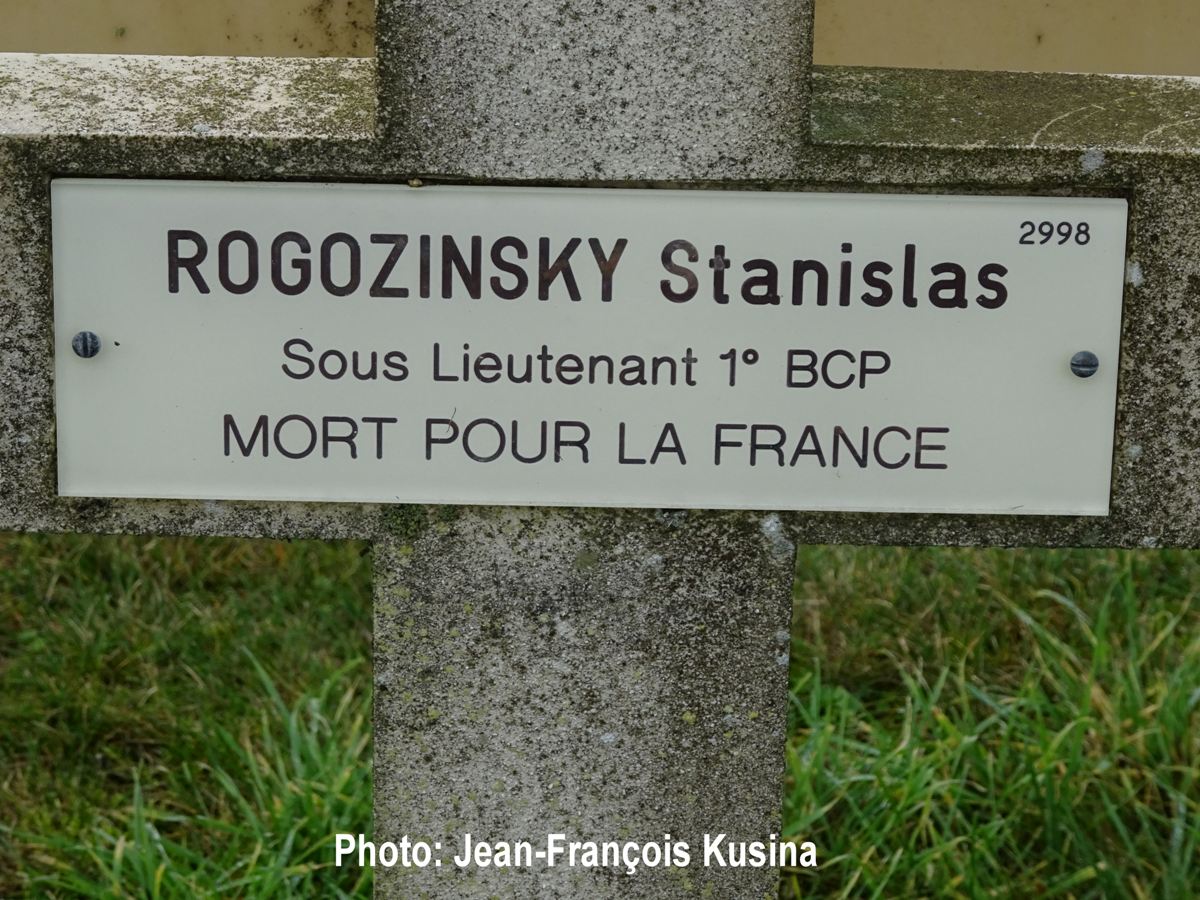 2998
ROGOZINSKY Stanislas
Sous Lieutenant 1° BCP
MORT POUR LA FRANCE
Photo: Jean-François Kusina